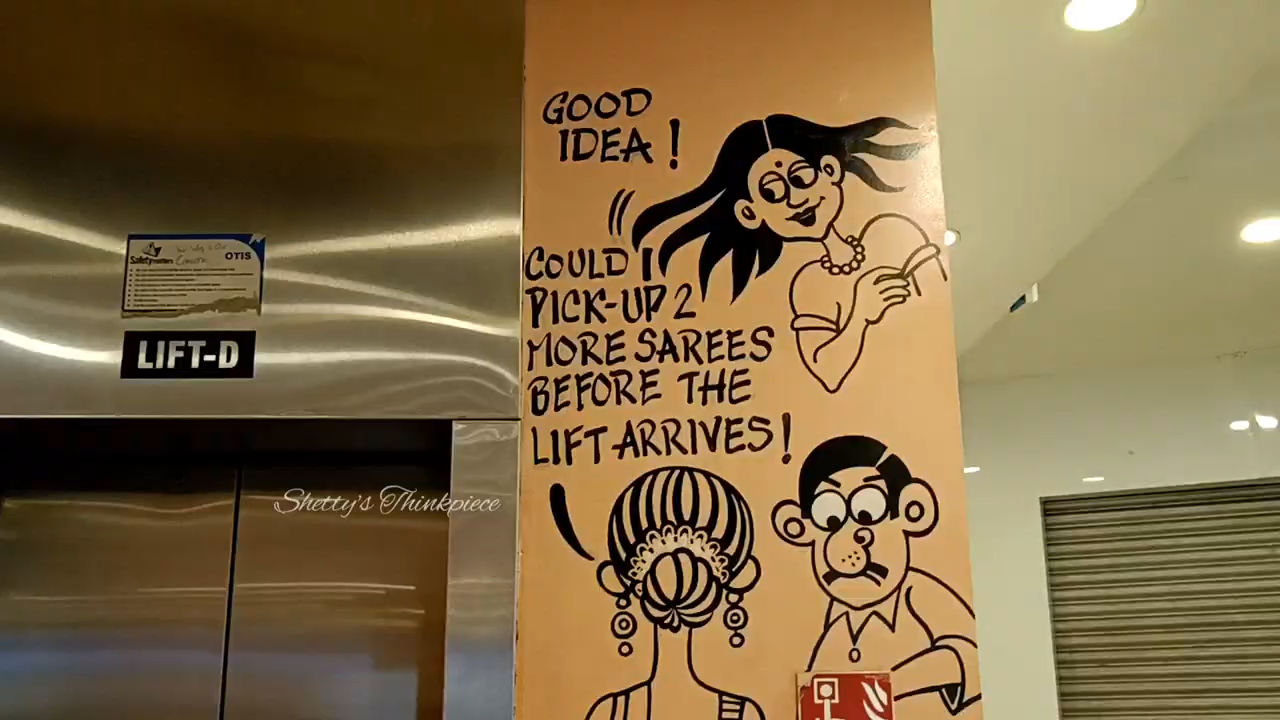 GOOD
IDEA!
COULD I
PICK-UP 2
MORE SAREES
BEFORE THE
LIFT ARRIVES!
OTIS
LIFT-D
Shetty's Thinkpiece